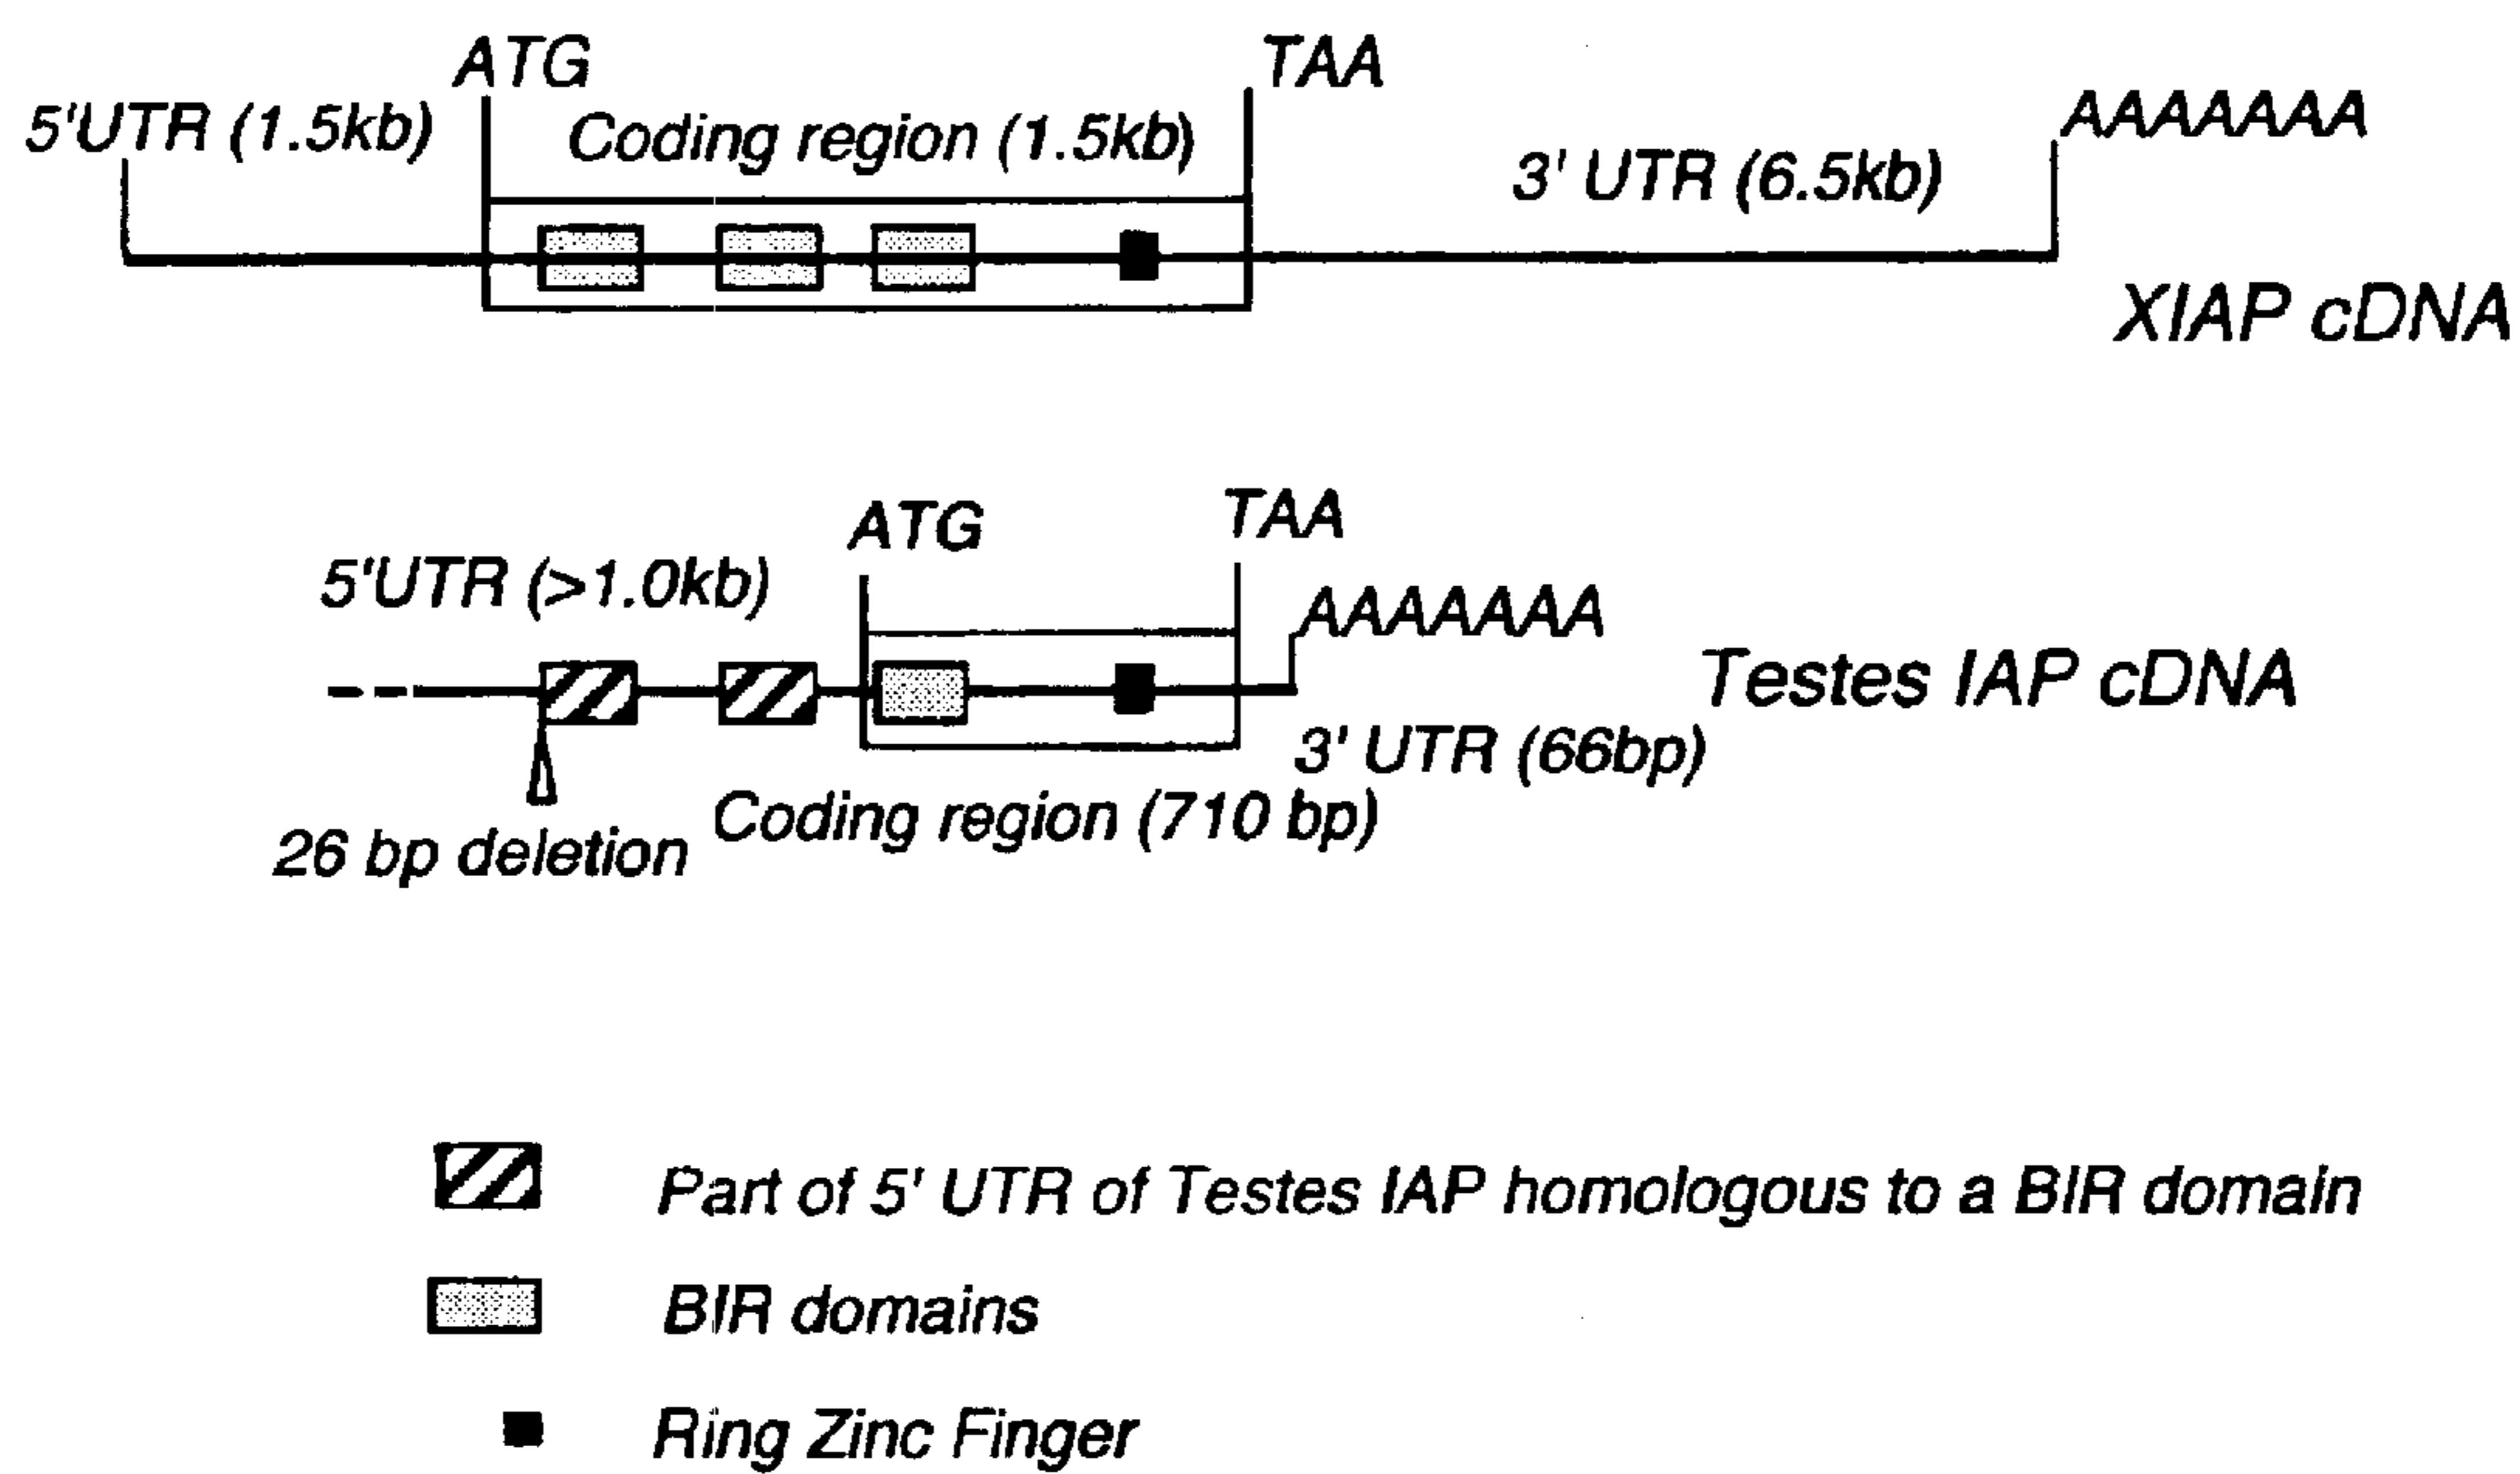 ATG
TAA
5'UTR (1.5kb)
Coding region (1.5kb)
AAAAAAA
3' UTR (6.5kb)
XIAP cDNA
ATG
TAA
5'UTR (>1.0kb)
AAAAAAA
Testes IAP cDNA
3' UTR (66bp)
Coding region (710 bp)
26 bp deletion
Part of 5' UTR of Testes IAP homologous to a BIR domain
BIR domains
Ring Zinc Finger